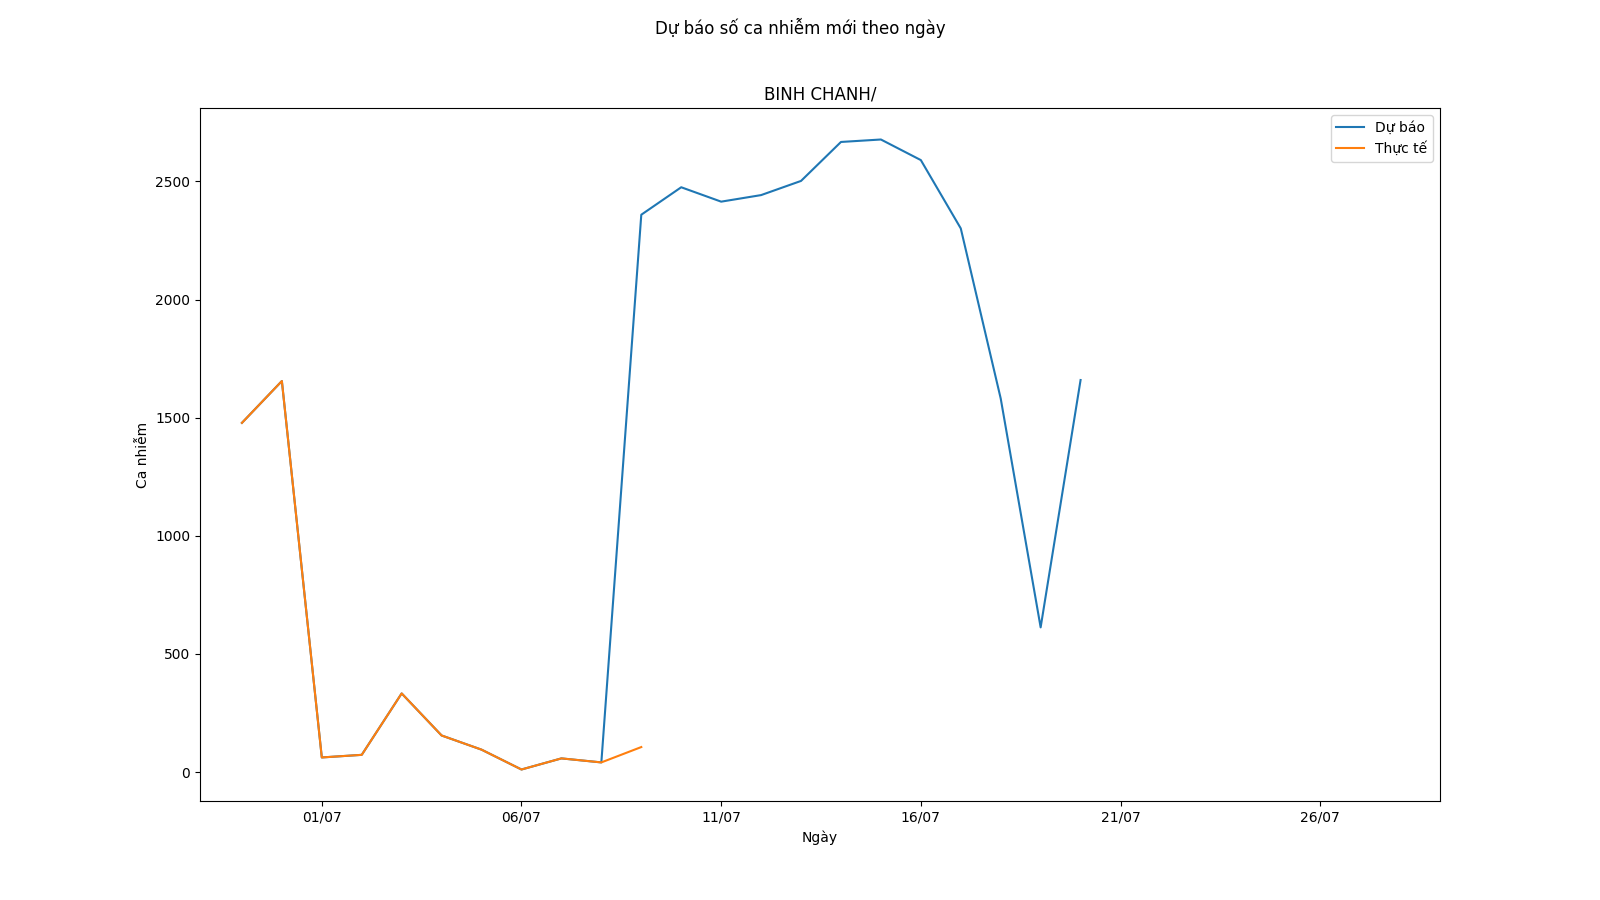 Dự báo số ca nhiễm mới theo ngày
BINH CHANH/
Dự báo
Thực tế
2500
2000
1500
1000
500
0
Ca nhiễm
01/07 06/07 11/07 16/07 21/07 26/07
Ngày